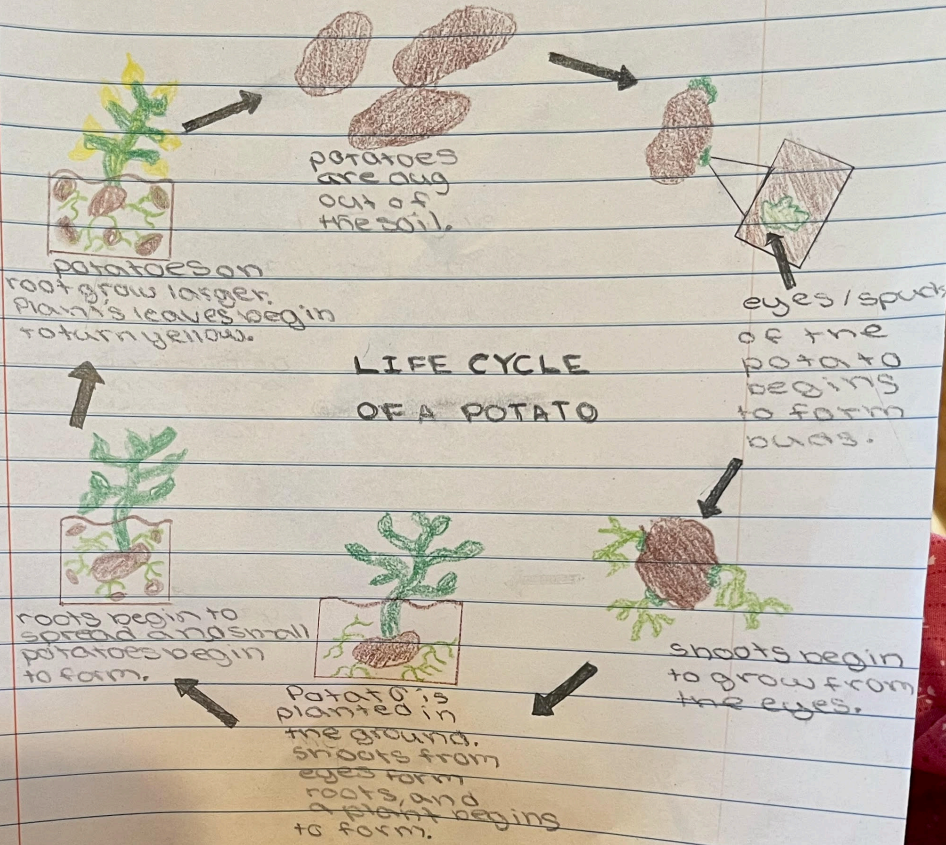 LIFE CYCLE
OF A POTATO
potatoes
are dug
out of
the soil.
eyes/spuds
of the
potato
begins
to form
buds.
shoots begin
to grow from
the eyes.
Potato is
planted in
the ground.
shoots from
eyes form
roots, and
a plant begins
to form.
roots begin to
spread and small
potatoes begin
to form.
potatoes on
root grow larger.
Plant's leaves begin
to turn yellow.